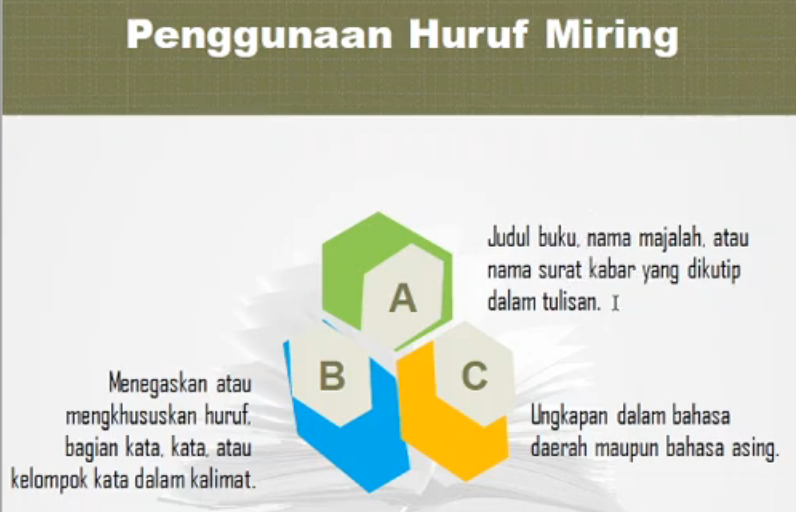 Penggunaan Huruf Miring
A
Judul buku, nama majalah, atau
nama surat kabar yang dikutip
dalam tulisan.
B
Menegaskan atau
mengkhususkan huruf,
bagian kata, kata, atau
kelompok kata dalam kalimat.
C
Ungkapan dalam bahasa
daerah maupun bahasa asing.